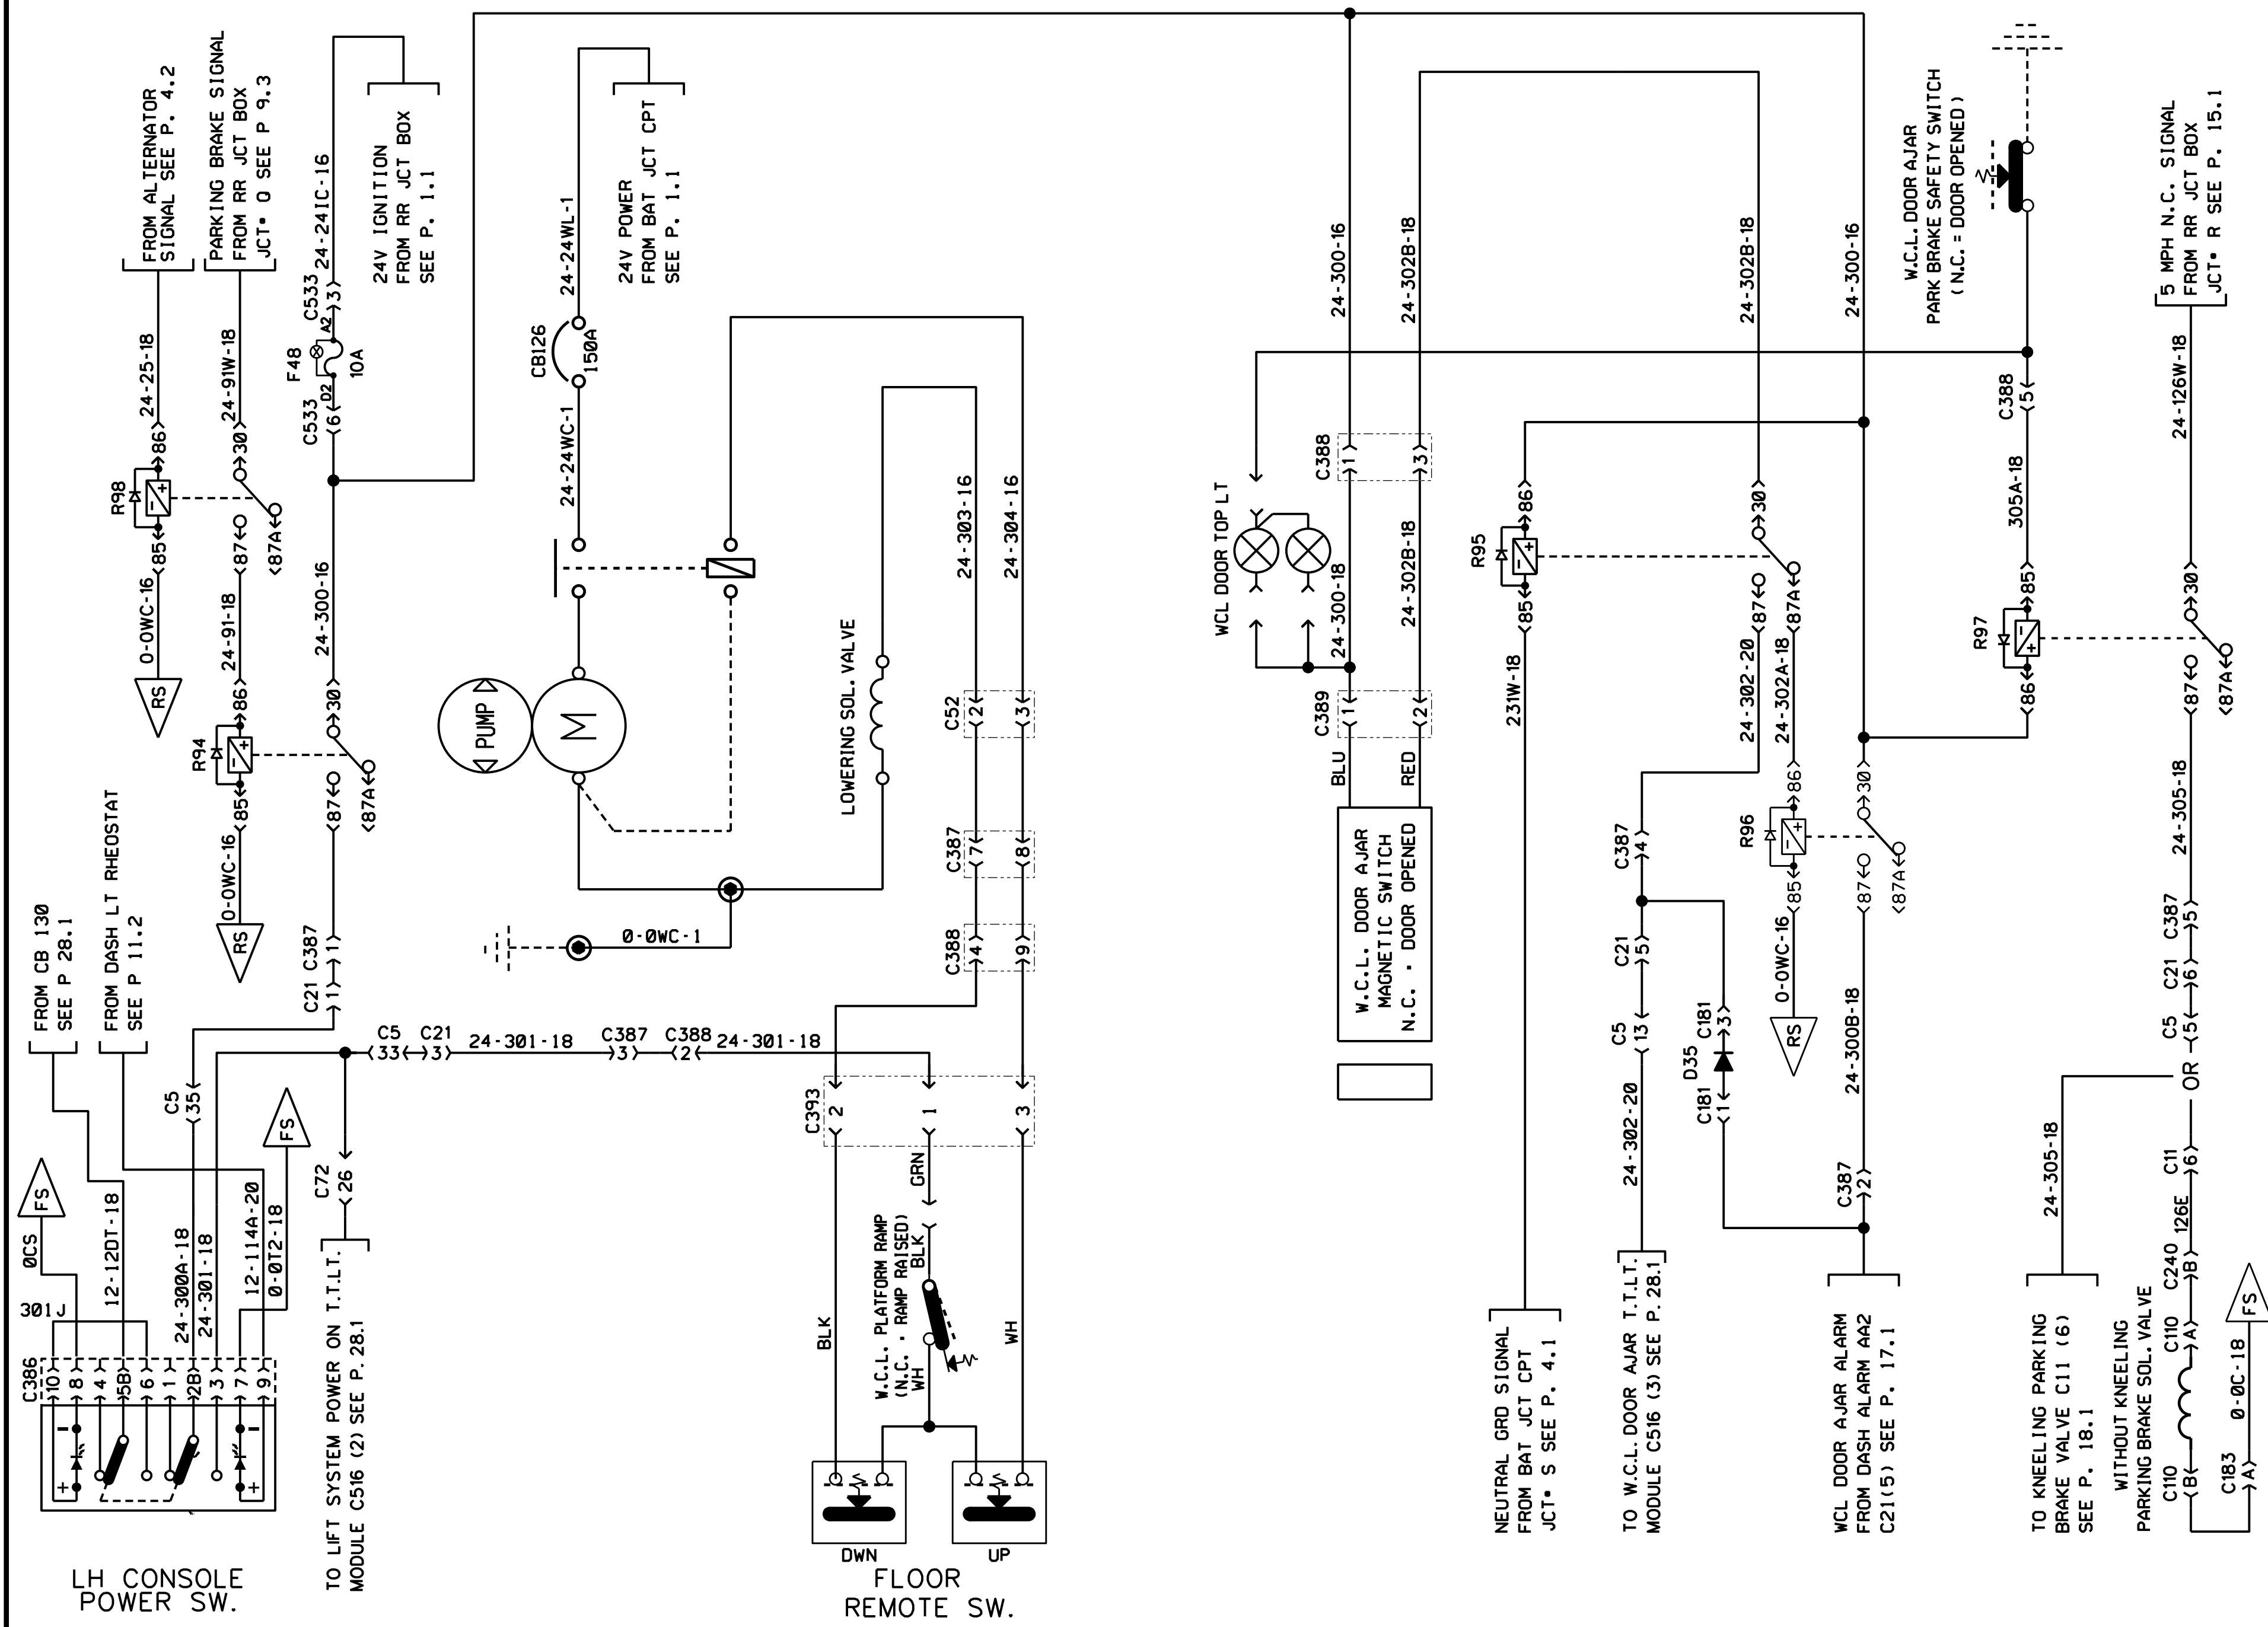 FROM ALTERNATOR
SIGNAL SEE P. 4.2
PARKING BRAKE SIGNAL
FROM RR JCT BOX
JCT• Q SEE P 9.3
24V IGNITION
FROM RR JCT BOX
SEE P. 1.1
24-24IC-16
C533
3
A2
F48
10A
D2
C533
6
24-25-18
24-91W-18
R98
86
85
30
87
87A
0-0WC-16
RS
24-91-18
24-300-16
R94
86
85
30
87
87A
0-0WC-16
RS
C21 C387
1
1
24V POWER
FROM BAT JCT CPT
SEE P. 1.1
24-24WL-1
CB126
150A
24-24WC-1
PUMP
M
LOWERING SOL. VALVE
0-0WC-1
24-303-16
24-304-16
C52
2
3
C387
7
8
C388
4
9
FROM CB 130
SEE P 28.1
FROM DASH LT RHEOSTAT
SEE P 11.2
C5
35
C5
33
C21
3
24-301-18
C387
3
C388
2
24-301-18
FS
0CS
FS
C72
26
301J
12-12DT-18
24-300A-18
24-301-18
12-114A-20
0-0T2-18
C386
10
8
4
5B
6
1
2B
3
7
9
+
-
+
-
LH CONSOLE
POWER SW.
TO LIFT SYSTEM POWER ON T.T.LT.
MODULE C516 (2) SEE P. 28.1
C393
2
1
3
GRN
BLK
W.C.L. PLATFORM RAMP
(N.C. • RAMP RAISED)
BLK
WH
WH
DWN
UP
FLOOR
REMOTE SW.
24-300-16
24-302B-18
C388
1
3
WCL DOOR TOP LT
24-300-18
24-302B-18
C389
1
2
BLU
RED
W.C.L. DOOR AJAR
MAGNETIC SWITCH
N.C. • DOOR OPENED
24-302B-18
24-300-16
R95
86
85
30
87
87A
231W-18
24-302-20
24-302A-18
C387
4
C21
5
C5
13
24-302-20
C181
3
D35
C181
1
R96
86
85
30
87
87A
0-0WC-16
RS
24-300B-18
C387
2
NEUTRAL GRD SIGNAL
FROM BAT JCT CPT
JCT• S SEE P. 4.1
TO W.C.L. DOOR AJAR T.T.LT.
MODULE C516 (3) SEE P. 28.1
WCL DOOR AJAR ALARM
FROM DASH ALARM AA2
C21(5) SEE P. 17.1
W.C.L. DOOR AJAR
PARK BRAKE SAFETY SWITCH
(N.C. = DOOR OPENED)
C388
5
305A-18
R97
85
86
30
87
87A
5 MPH N.C. SIGNAL
FROM RR JCT BOX
JCT• R SEE P. 15.1
24-126W-18
24-305-18
C387
5
C21
6
C5
5
OR
24-305-18
C11
6
126E
C240
B
C110
A
C110
B
TO KNEELING PARKING
BRAKE VALVE C11 (6)
SEE P. 18.1
WITHOUT KNEELING
PARKING BRAKE SOL. VALVE
FS
0-0C-18
C183
A